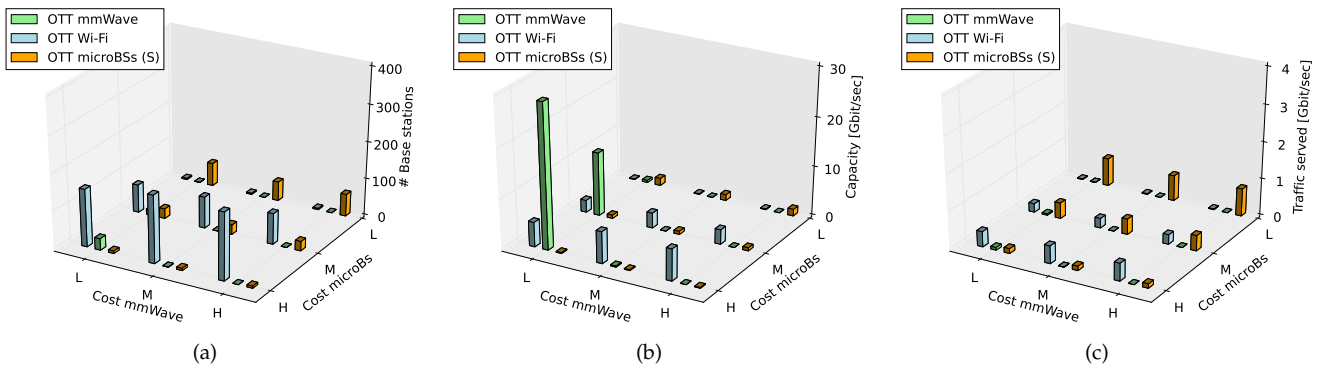 OTT mmWave
OTT Wi-Fi
OTT microBSs (S)
400
300
200
100
0
# Base stations
L
M
H
Cost mmWave
L
M
H
Cost microBs
(a)
OTT mmWave
OTT Wi-Fi
OTT microBSs (S)
30
20
10
0
Capacity [Gbit/sec]
L
M
H
Cost mmWave
L
M
H
Cost microBs
(b)
OTT mmWave
OTT Wi-Fi
OTT microBSs (S)
4
3
2
1
0
Traffic served [Gbit/sec]
L
M
H
Cost mmWave
L
M
H
Cost microBs
(c)